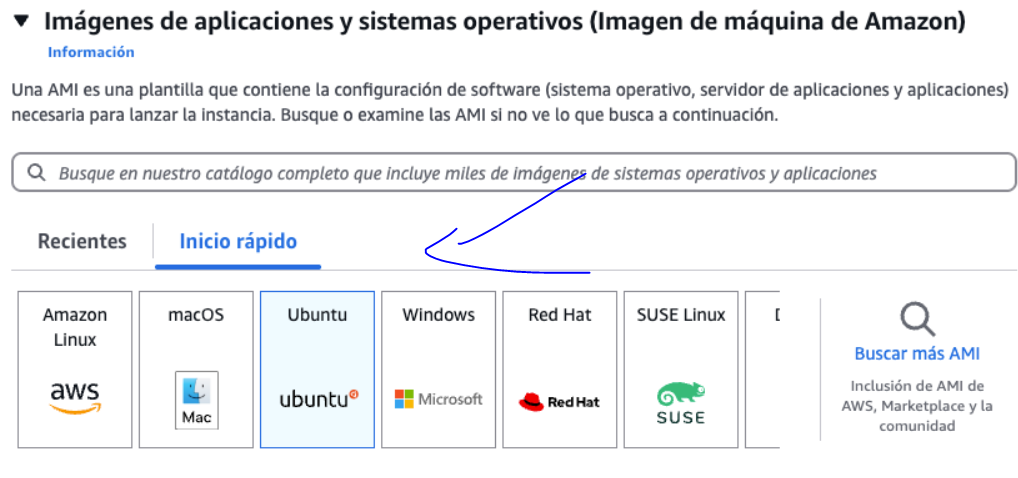 Imágenes de aplicaciones y sistemas operativos (Imagen de máquina de Amazon)
Información
Una AMI es una plantilla que contiene la configuración de software (sistema operativo, servidor de aplicaciones y aplicaciones)
necesaria para lanzar la instancia. Busque o examine las AMI si no ve lo que busca a continuación.
Busque en nuestro catálogo completo que incluye miles de imágenes de sistemas operativos y aplicaciones
Recientes
Inicio rápido
Amazon
Linux
aws
macOS
Mac
Ubuntu
ubuntu
Windows
Microsoft
Red Hat
Red Hat
SUSE Linux
SUSE
Buscar más AMI
Inclusión de AMI de
AWS, Marketplace y la
comunidad